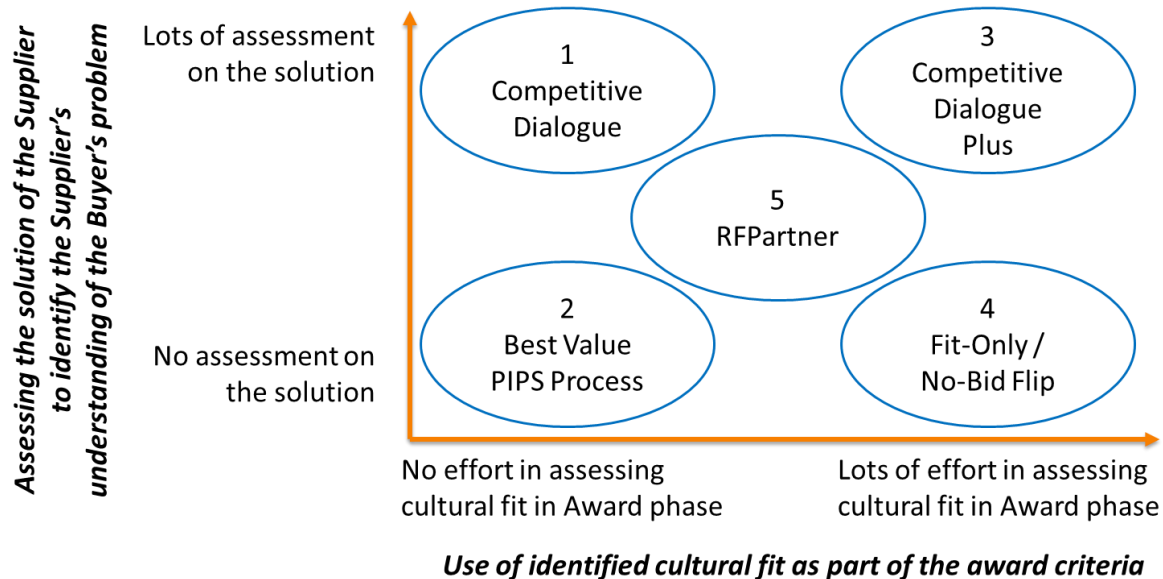 Assessing the solution of the Supplier
to identify the Supplier's
understanding of the Buyer's problem
Lots of assessment
on the solution
No assessment on
the solution
1
Competitive
Dialogue
3
Competitive
Dialogue
Plus
5
RFPartner
2
Best Value
PIPS Process
4
Fit-Only /
No-Bid Flip
No effort in assessing
cultural fit in Award phase
Lots of effort in assessing
cultural fit in Award phase
Use of identified cultural fit as part of the award criteria